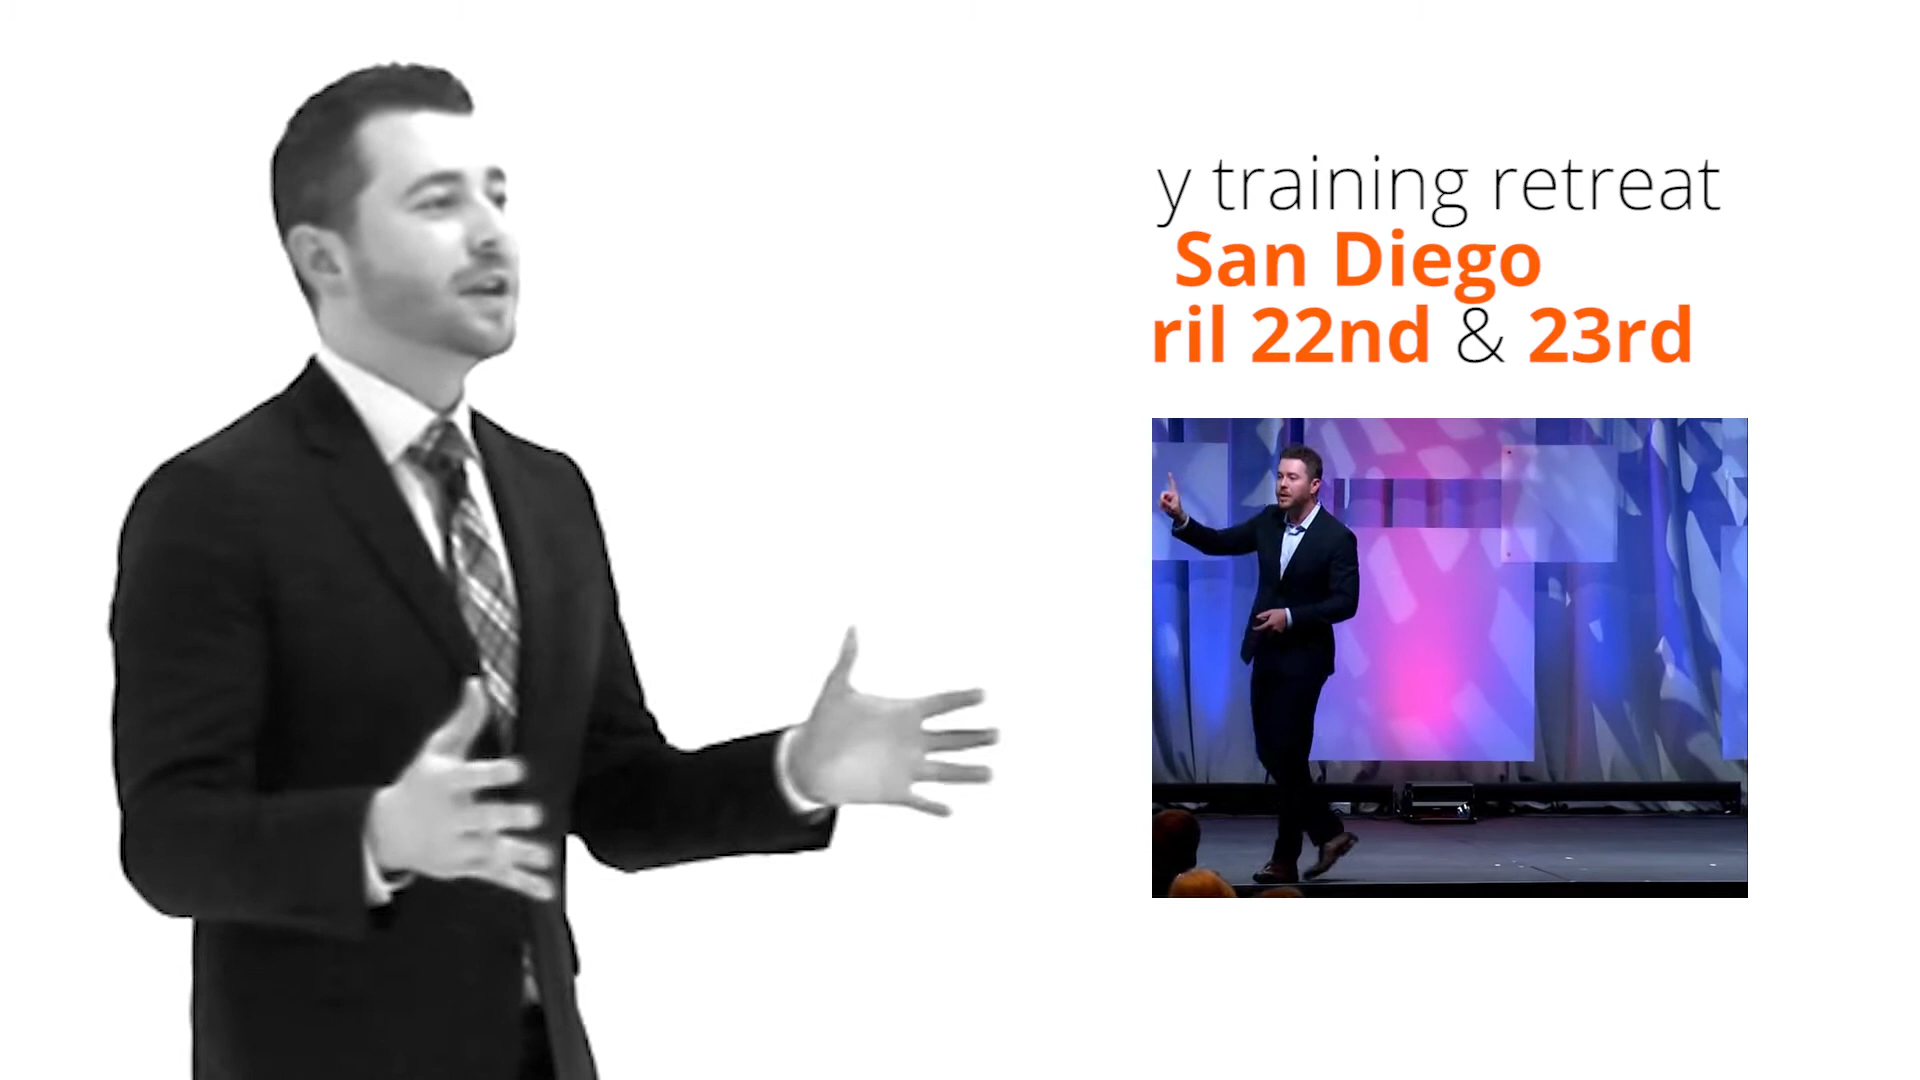 y training retreat
San Diego
ril 22nd & 23rd